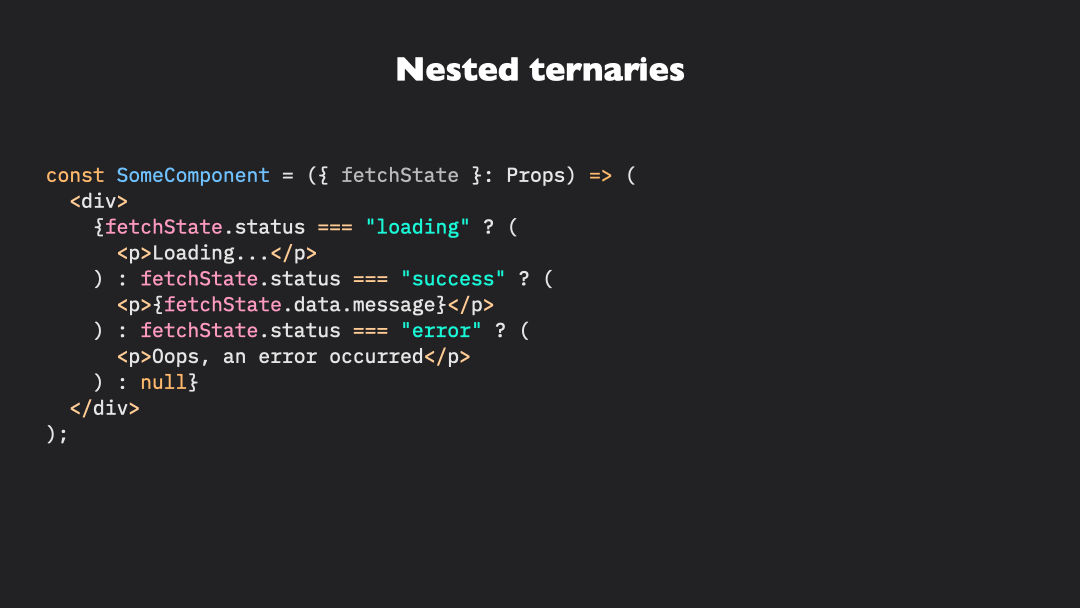 Nested ternaries
const SomeComponent = ({ fetchState }: Props) => (
  <div>
    {fetchState.status === "loading" ? (
      <p>Loading...</p>
    ) : fetchState.status === "success" ? (
      <p>{fetchState.data.message}</p>
    ) : fetchState.status === "error" ? (
      <p>Oops, an error occurred</p>
    ) : null}
  </div>
);